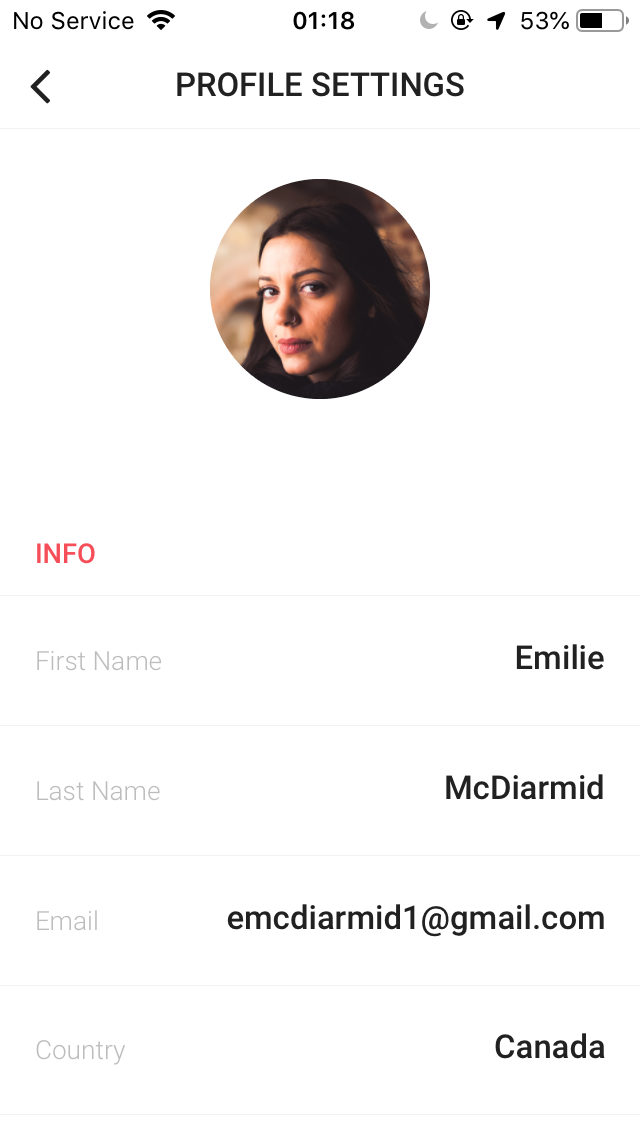 No Service 01:18 53%
PROFILE SETTINGS
INFO
First Name Emilie
Last Name McDiarmid
Email emcdiarmid1@gmail.com
Country Canada